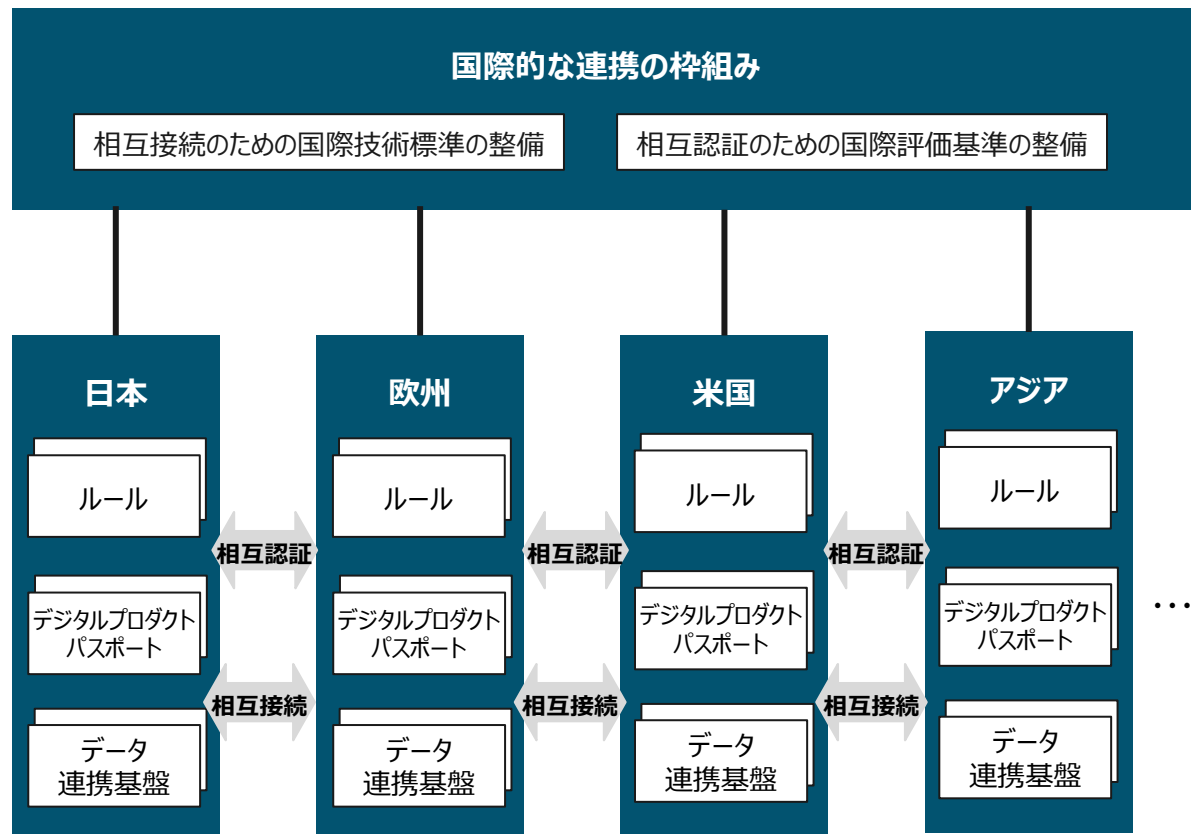 国際的な連携の枠組み
相互接続のための国際技術標準の整備
相互認証のための国際評価基準の整備
日本
ルール
デジタルプロダクト
パスポート
データ
連携基盤
相互認証
相互接続
欧州
ルール
デジタルプロダクト
パスポート
データ
連携基盤
相互認証
相互接続
米国
ルール
デジタルプロダクト
パスポート
データ
連携基盤
相互認証
相互接続
アジア
ルール
デジタルプロダクト
パスポート
データ
連携基盤
…